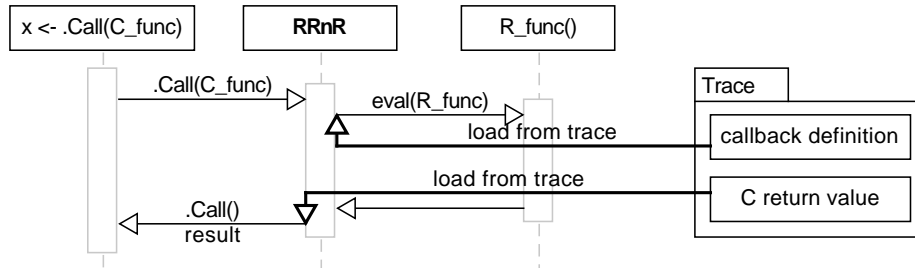 x <- .Call(C_func)
RRnR
R_func()
.Call(C_func)
eval(R_func)
Trace
load from trace
callback definition
load from trace
C return value
.Call()
result